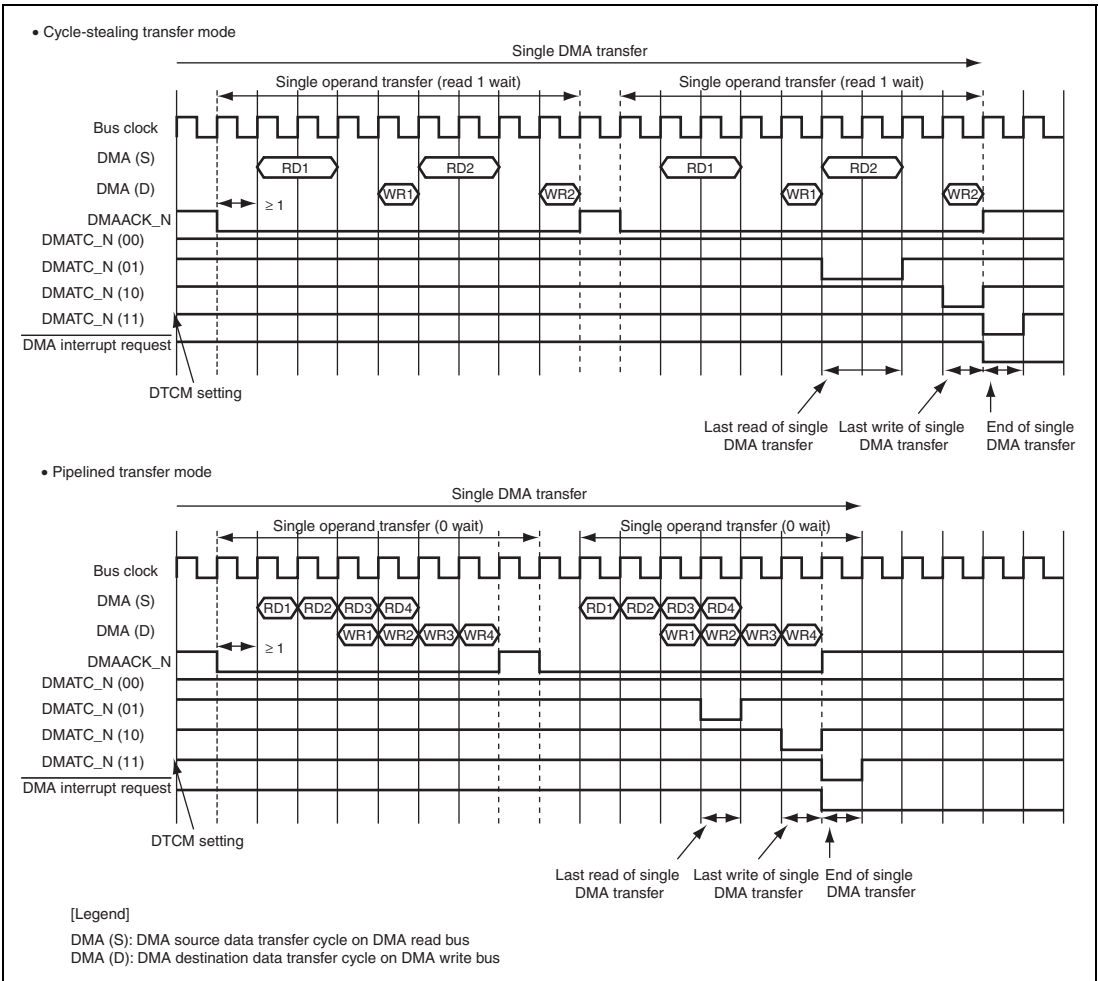 • Cycle-stealing transfer mode
Single DMA transfer
Single operand transfer (read 1 wait) Single operand transfer (read 1 wait)
Bus clock
DMA (S) RD1 RD2 RD1 RD2
DMA (D) WR1 WR2 WR1 WR2
≥ 1
DMAACK_N
DMATC_N (00)
DMATC_N (01)
DMATC_N (10)
DMATC_N (11)
DMA interrupt request
DTCM setting
Last read of single Last write of single End of single
DMA transfer DMA transfer DMA transfer
• Pipelined transfer mode
Single DMA transfer
Single operand transfer (0 wait) Single operand transfer (0 wait)
Bus clock
DMA (S) RD1 RD2 RD3 RD4 RD1 RD2 RD3 RD4
DMA (D) WR1 WR2 WR3 WR4 WR1 WR2 WR3 WR4
≥ 1
DMAACK_N
DMATC_N (00)
DMATC_N (01)
DMATC_N (10)
DMATC_N (11)
DMA interrupt request
DTCM setting
Last read of single Last write of single End of single
DMA transfer DMA transfer DMA transfer
[Legend]
DMA (S): DMA source data transfer cycle on DMA read bus
DMA (D): DMA destination data transfer cycle on DMA write bus